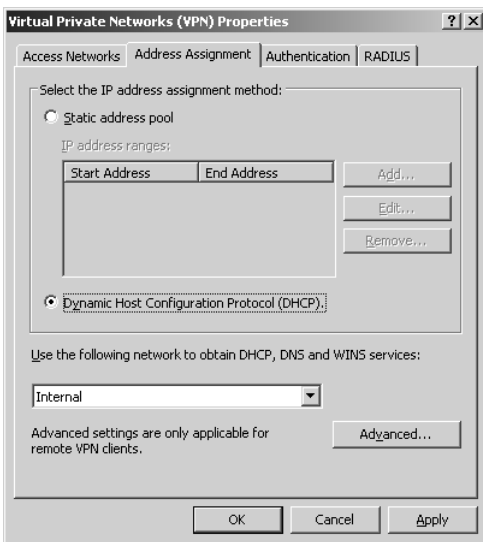 Virtual Private Networks (VPN) Properties
Access Networks Address Assignment Authentication RADIUS
Select the IP address assignment method:
Static address pool
IP address ranges:
Start Address End Address
Add...
Edit...
Remove...
Dynamic Host Configuration Protocol (DHCP).
Use the following network to obtain DHCP, DNS and WINS services:
Internal
Advanced settings are only applicable for
remote VPN clients.
Advanced...
OK Cancel Apply